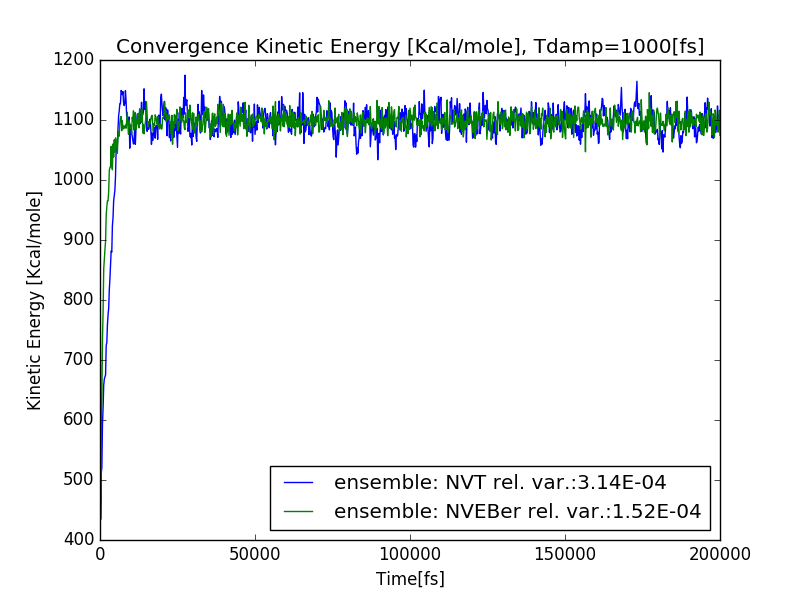 Convergence Kinetic Energy [Kcal/mole], Tdamp=1000[fs]
1200
1100
1000
900
800
700
600
500
400
Kinetic Energy [Kcal/mole]
ensemble: NVT rel. var.:3.14E-04
ensemble: NVEBer rel. var.:1.52E-04
0 50000 100000 150000 200000
Time[fs]